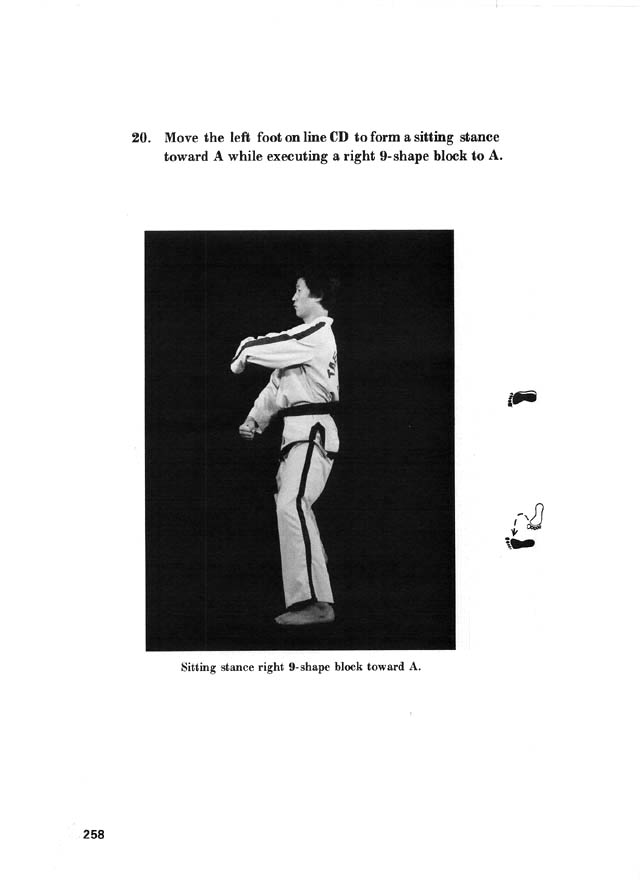 20. Move the left foot on line CD to form a sitting stance
toward A while executing a right 9-shape block to A.
Sitting stance right 9-shape block toward A.
258